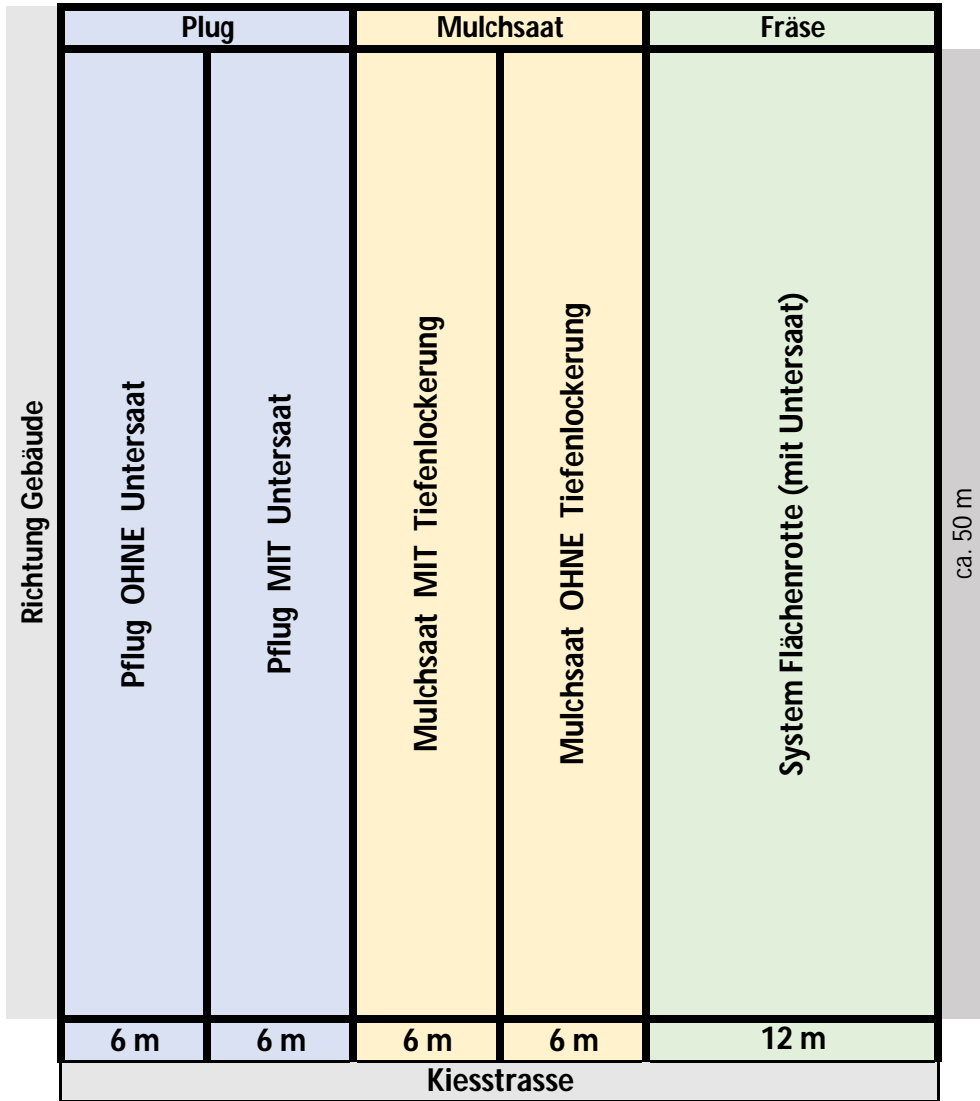 Plug Mulchsaat Fräse
Richtung Gebäude
Pflug OHNE Untersaat
Pflug MIT Untersaat
Mulchsaat MIT Tiefenlockerung
Mulchsaat OHNE Tiefenlockerung
System Flächenrotte (mit Untersaat)
ca. 50 m
6 m 6 m 6 m 6 m 12 m
Kiesstrasse